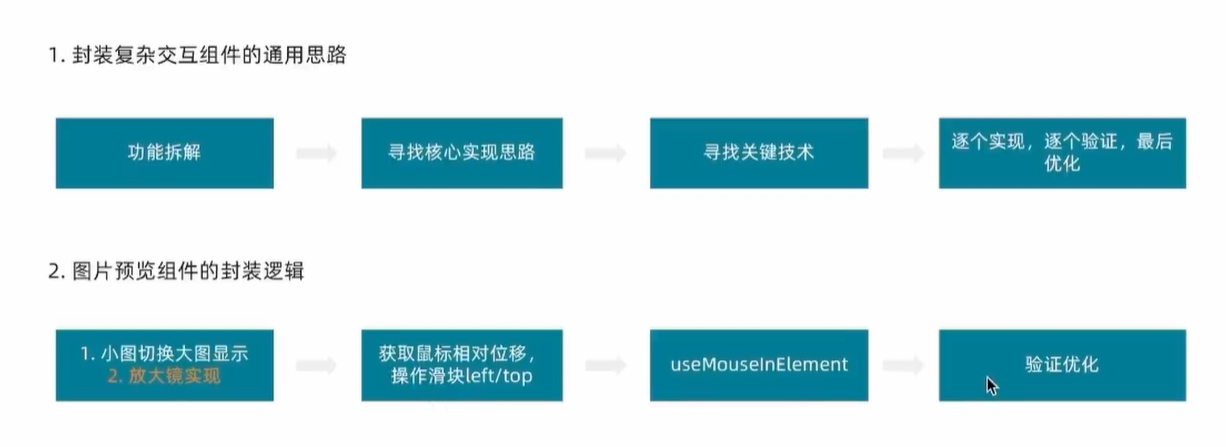 1. 封装复杂交互组件的通用思路
功能拆解
寻找核心实现思路
寻找关键技术
逐个实现，逐个验证，最后
优化
2. 图片预览组件的封装逻辑
1. 小图切换大图显示
2. 放大镜实现
获取鼠标相对位移，
操作滑块left/top
useMouseInElement
验证优化